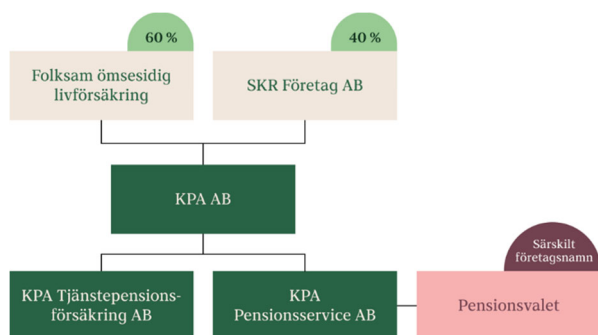 60 %
40 %
Folksam ömsesidig
livförsäkring
SKR Företag AB
KPA AB
Särskilt
företagsnamn
KPA Tjänstepensions-
försäkring AB
KPA
Pensionsservice AB
Pensionsvalet